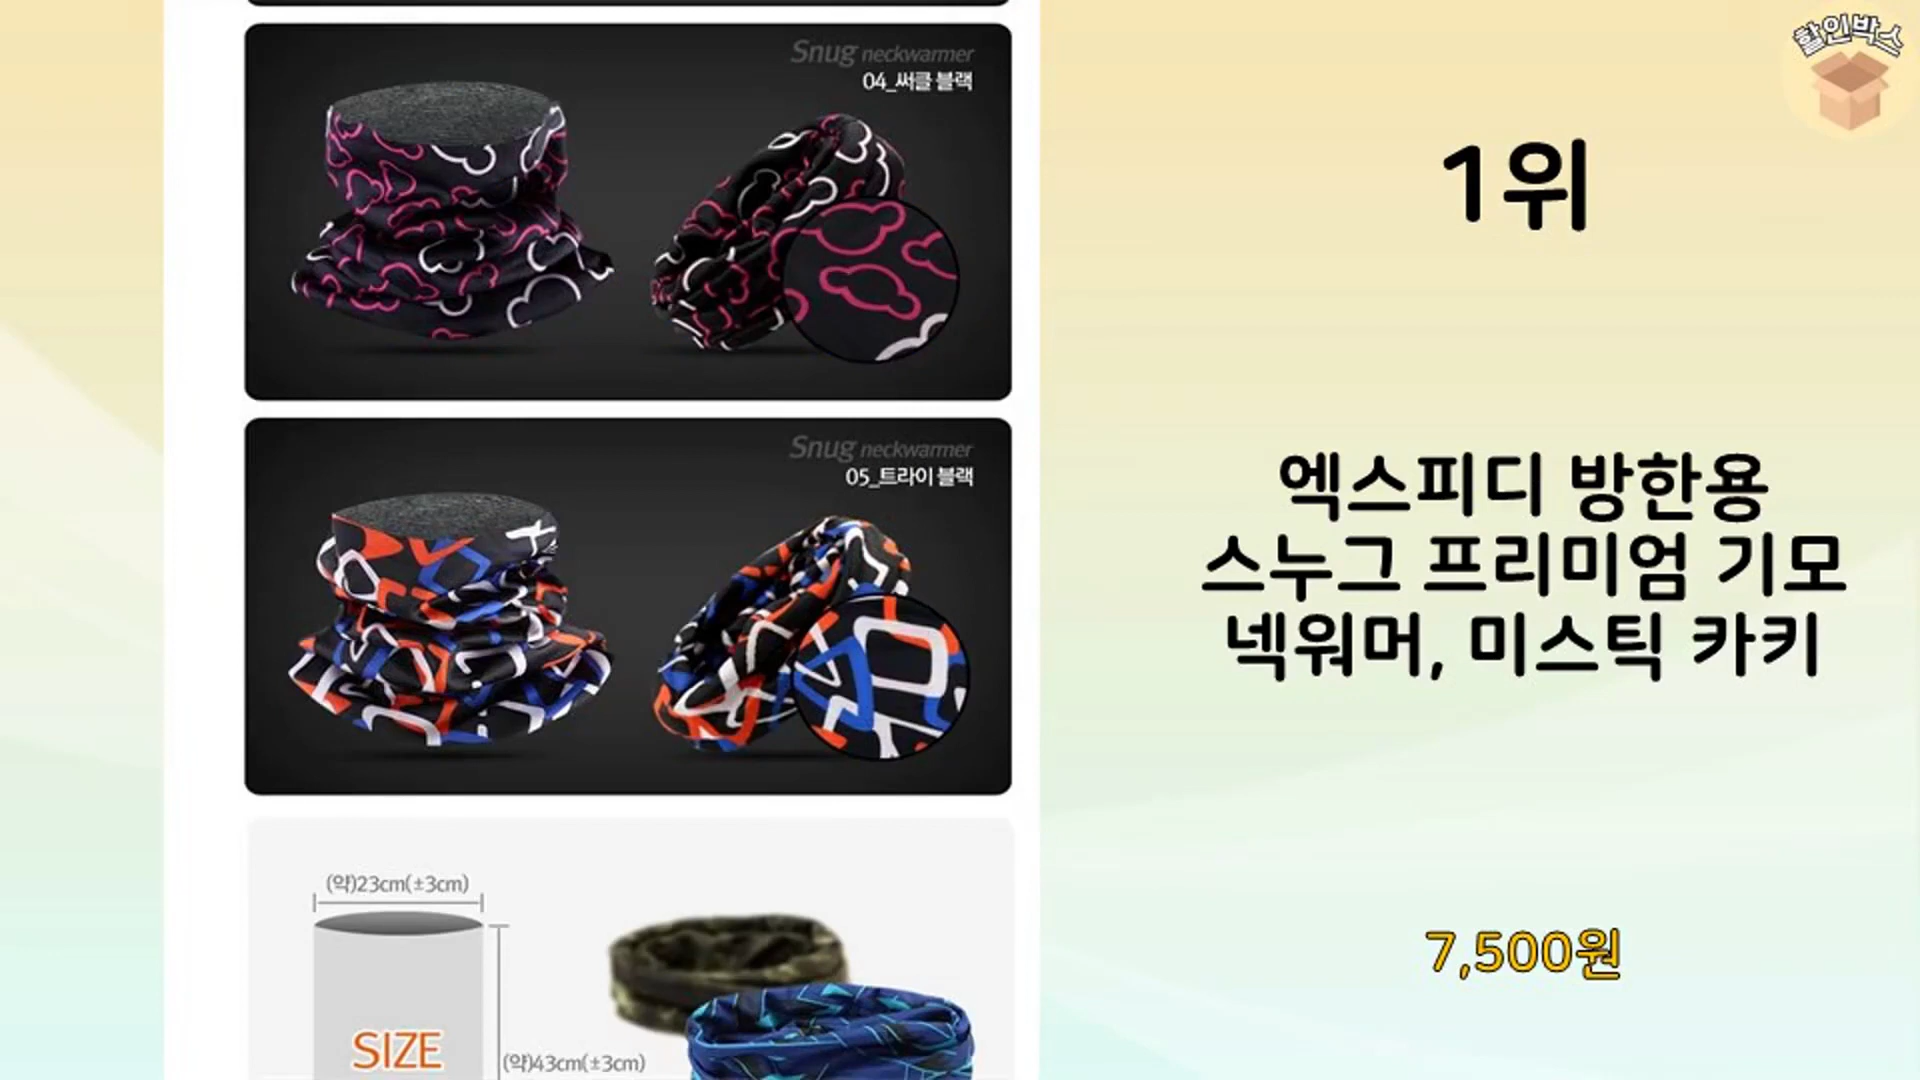 Snug neckwarmer
04_써클 블랙
Snug neckwarmer
05_트라이 블랙
(약)23cm(±3cm)
SIZE
(약)43cm(±3cm)
할인박스
1위
엑스피디 방한용
스누그 프리미엄 기모
넥워머, 미스틱 카키
7,500원